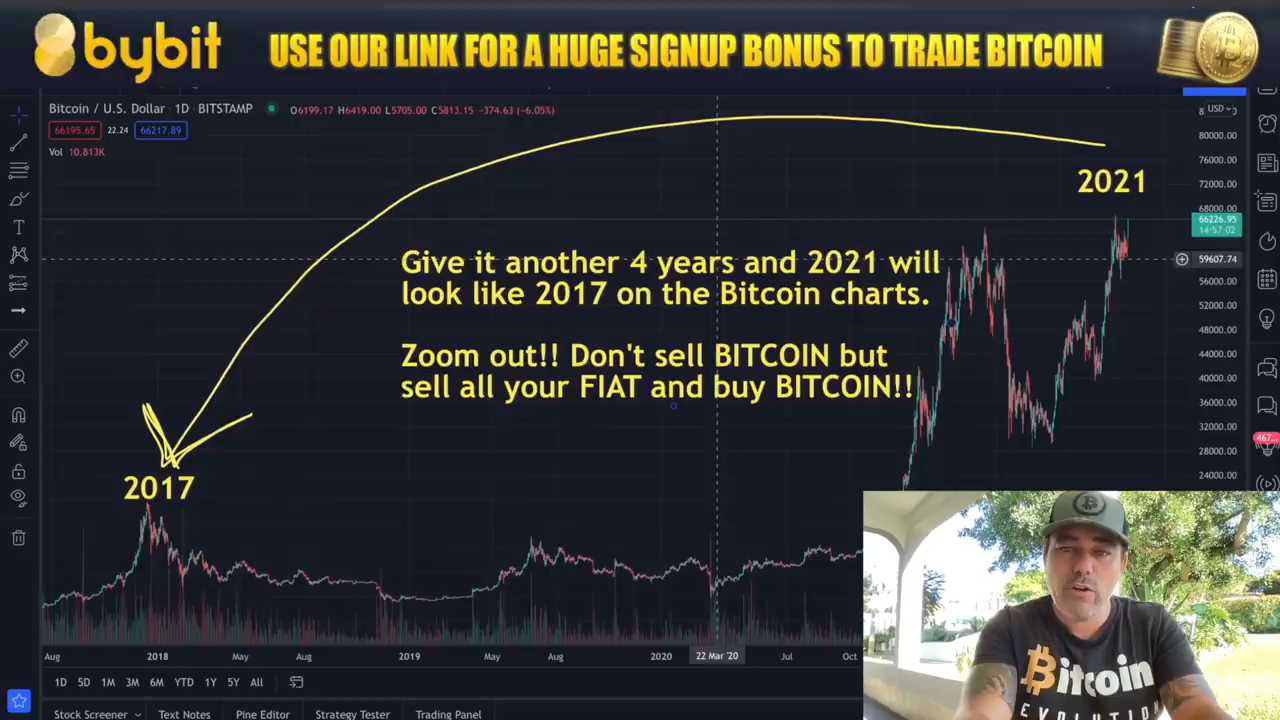 bybit
USE OUR LINK FOR A HUGE SIGNUP BONUS TO TRADE BITCOIN
Bitcoin / U.S. Dollar · 1D · BITSTAMP O6199.17 H6419.00 L5705.00 C5813.15 -374.63 (-6.05%)
USD
66195.65 22.24 66217.89
80000.00
Vol 10.813K
76000.00
2021
72000.00
68000.00
66226.95
14:57:02
Give it another 4 years and 2021 will
59607.74
look like 2017 on the Bitcoin charts.
56000.00
52000.00
48000.00
Zoom out!! Don't sell BITCOIN but
44000.00
sell all your FIAT and buy BITCOIN!!
40000.00
36000.00
32000.00
467...
28000.00
24000.00
2017
Bitcoin
EVOLUTION
Aug 2018 May Aug 2019 May Aug 2020 22 Mar '20 Jul Oct
1D 5D 1M 3M 6M YTD 1Y 5Y All
Stock Screener Text Notes Pine Editor Strategy Tester Trading Panel